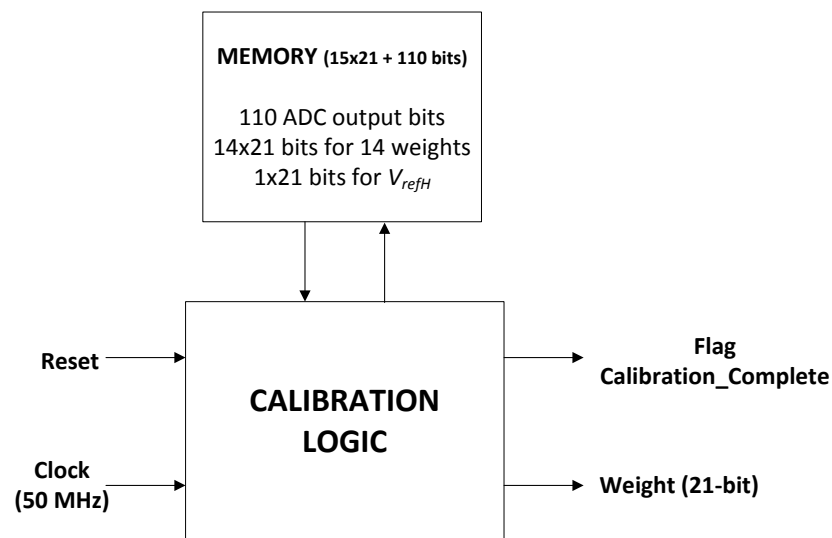 MEMORY (15x21 + 110 bits)
110 ADC output bits
14x21 bits for 14 weights
1x21 bits for VrefH
Reset
Clock
(50 MHz)
CALIBRATION
LOGIC
Flag
Calibration_Complete
Weight (21-bit)